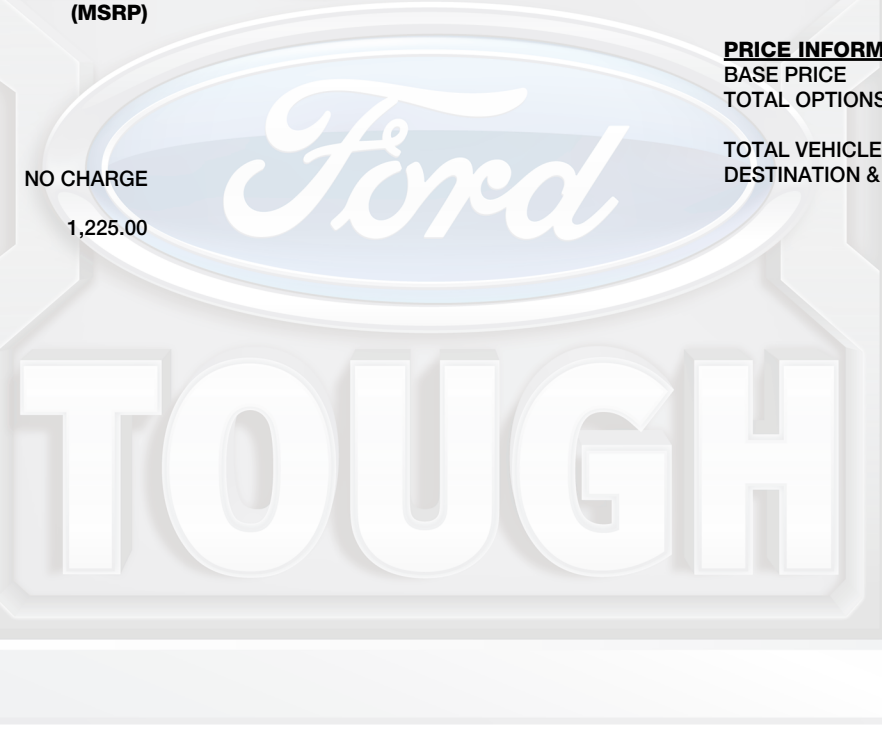 (MSRP)
PRICE INFORM
BASE PRICE
TOTAL OPTIONS
TOTAL VEHICLE
DESTINATION &
NO CHARGE
1,225.00
Ford
TOUGH